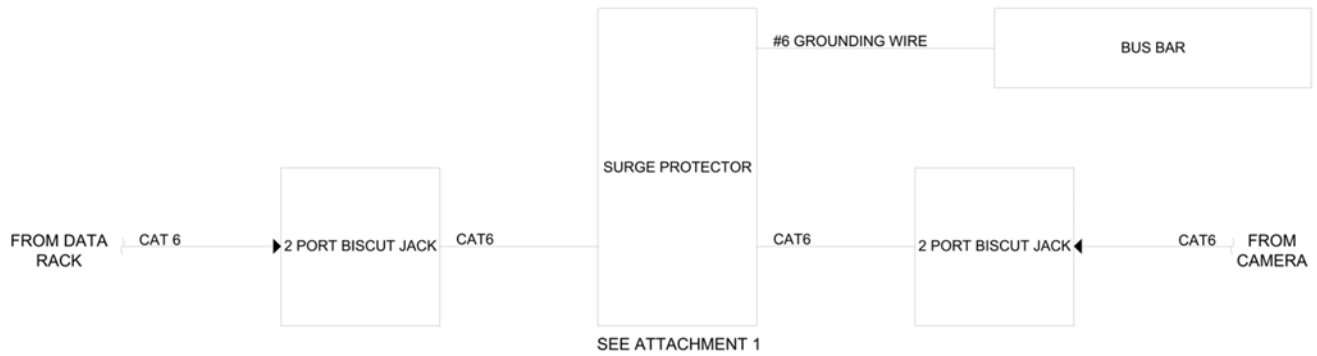 #6 GROUNDING WIRE
BUS BAR
SURGE PROTECTOR
FROM DATA
RACK
CAT 6
2 PORT BISCUT JACK
CAT6
CAT6
2 PORT BISCUT JACK
CAT6
FROM
CAMERA
SEE ATTACHMENT 1